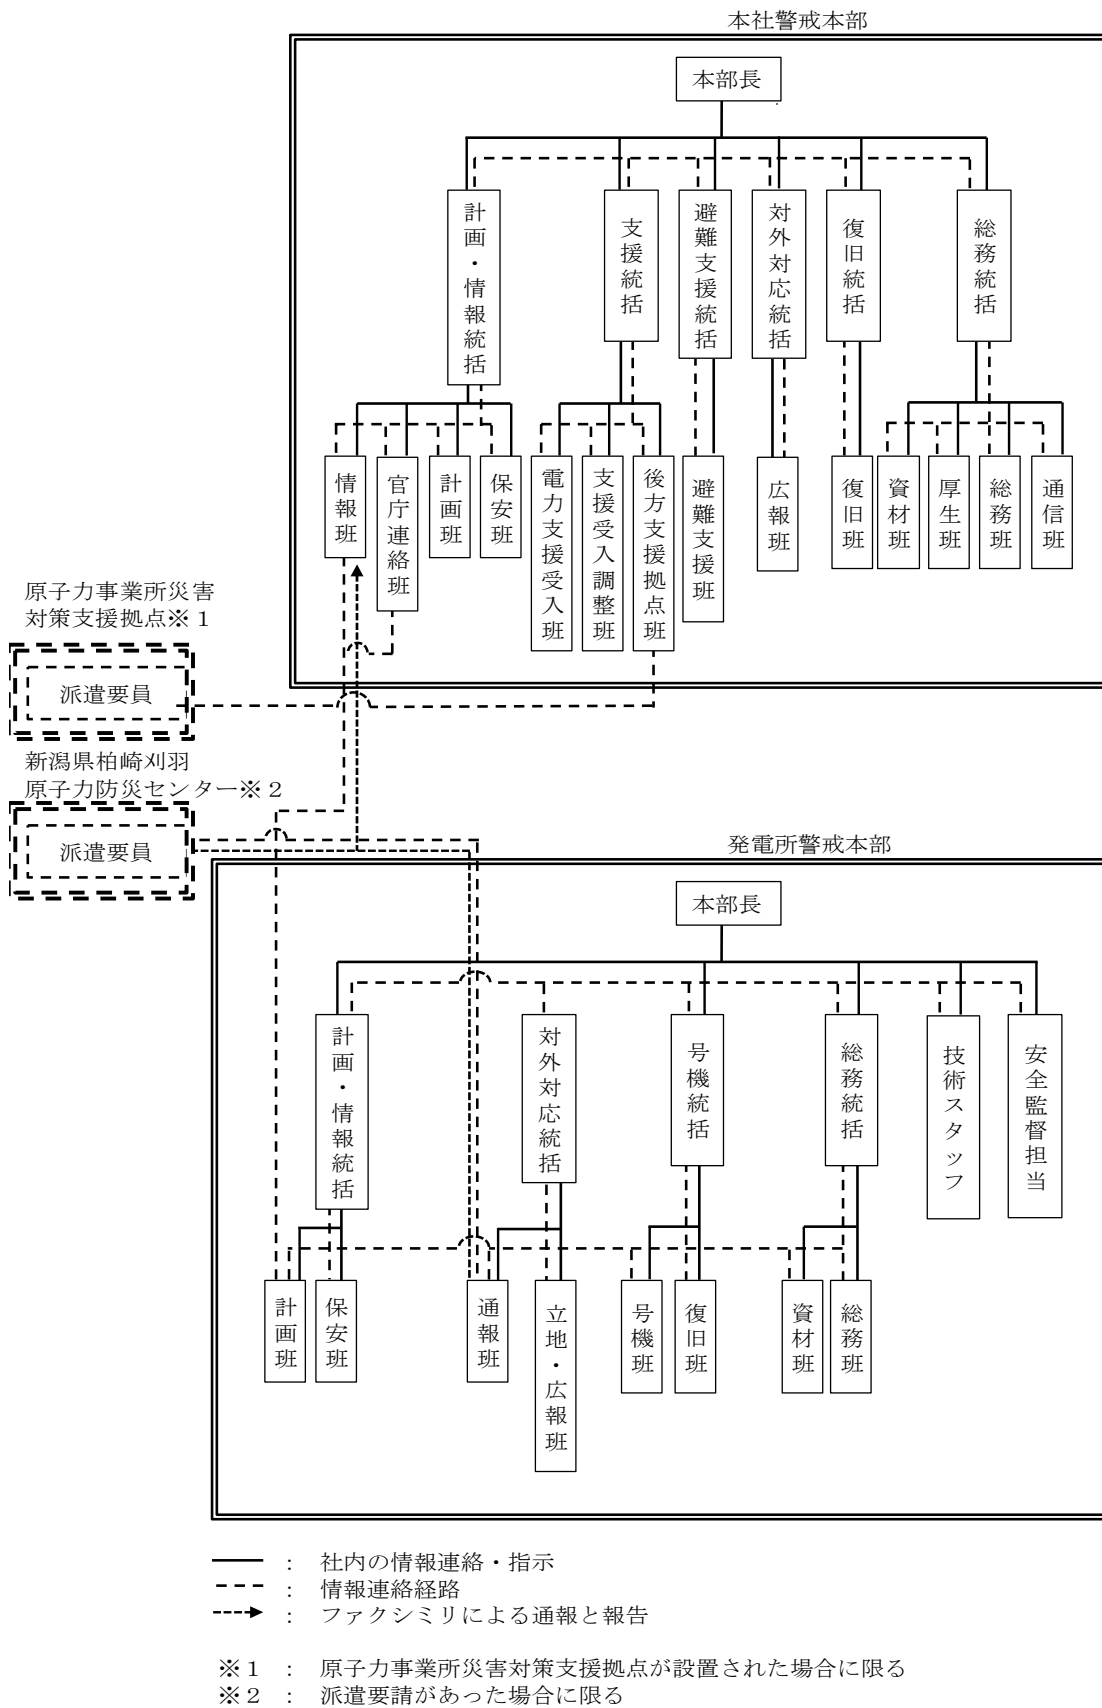 本社警戒本部
本部長
計画・情報統括
支援統括
避難支援統括
対外対応統括
復旧統括
総務統括
情報班
官庁連絡班
計画班
保安班
電力支援受入班
支援受入調整班
後方支援拠点班
避難支援班
広報班
復旧班
資材班
厚生班
総務班
通信班
原子力事業所災害
対策支援拠点※1
派遣要員
新潟県柏崎刈羽
原子力防災センター※2
派遣要員
発電所警戒本部
本部長
計画・情報統括
対外対応統括
号機統括
総務統括
技術スタッフ
安全監督担当
計画班
保安班
通報班
立地・広報班
号機班
復旧班
資材班
総務班
: 社内の情報連絡・指示
: 情報連絡経路
: ファクシミリによる通報と報告
※1 : 原子力事業所災害対策支援拠点が設置された場合に限る
※2 : 派遣要請があった場合に限る